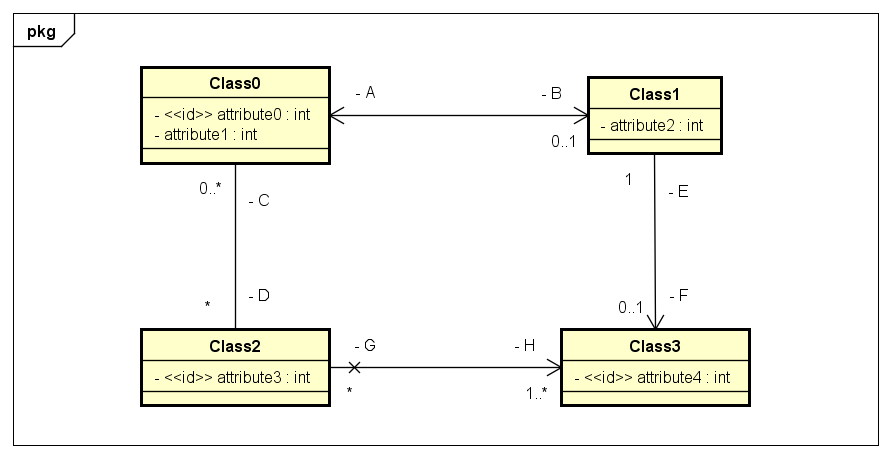 pkg
Class0
- <<id>> attribute0 : int
- attribute1 : int
- A
- B
0..1
Class1
- attribute2 : int
0..*
- C
1
- E
- D
*
0..1
- F
Class2
- <<id>> attribute3 : int
- G
*
- H
1..*
Class3
- <<id>> attribute4 : int